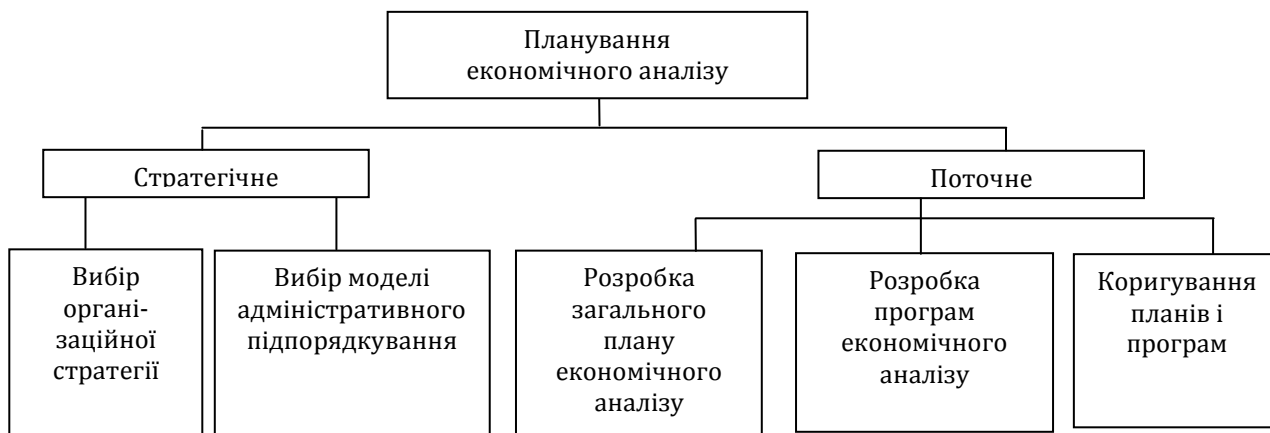 Планування
економічного аналізу
Стратегічне
Поточне
Вибір
органі-
заційної
стратегії
Вибір моделі
адміністративного
підпорядкування
Розробка
загального
плану
економічного
аналізу
Розробка
програм
економічного
аналізу
Коригування
планів і
програм